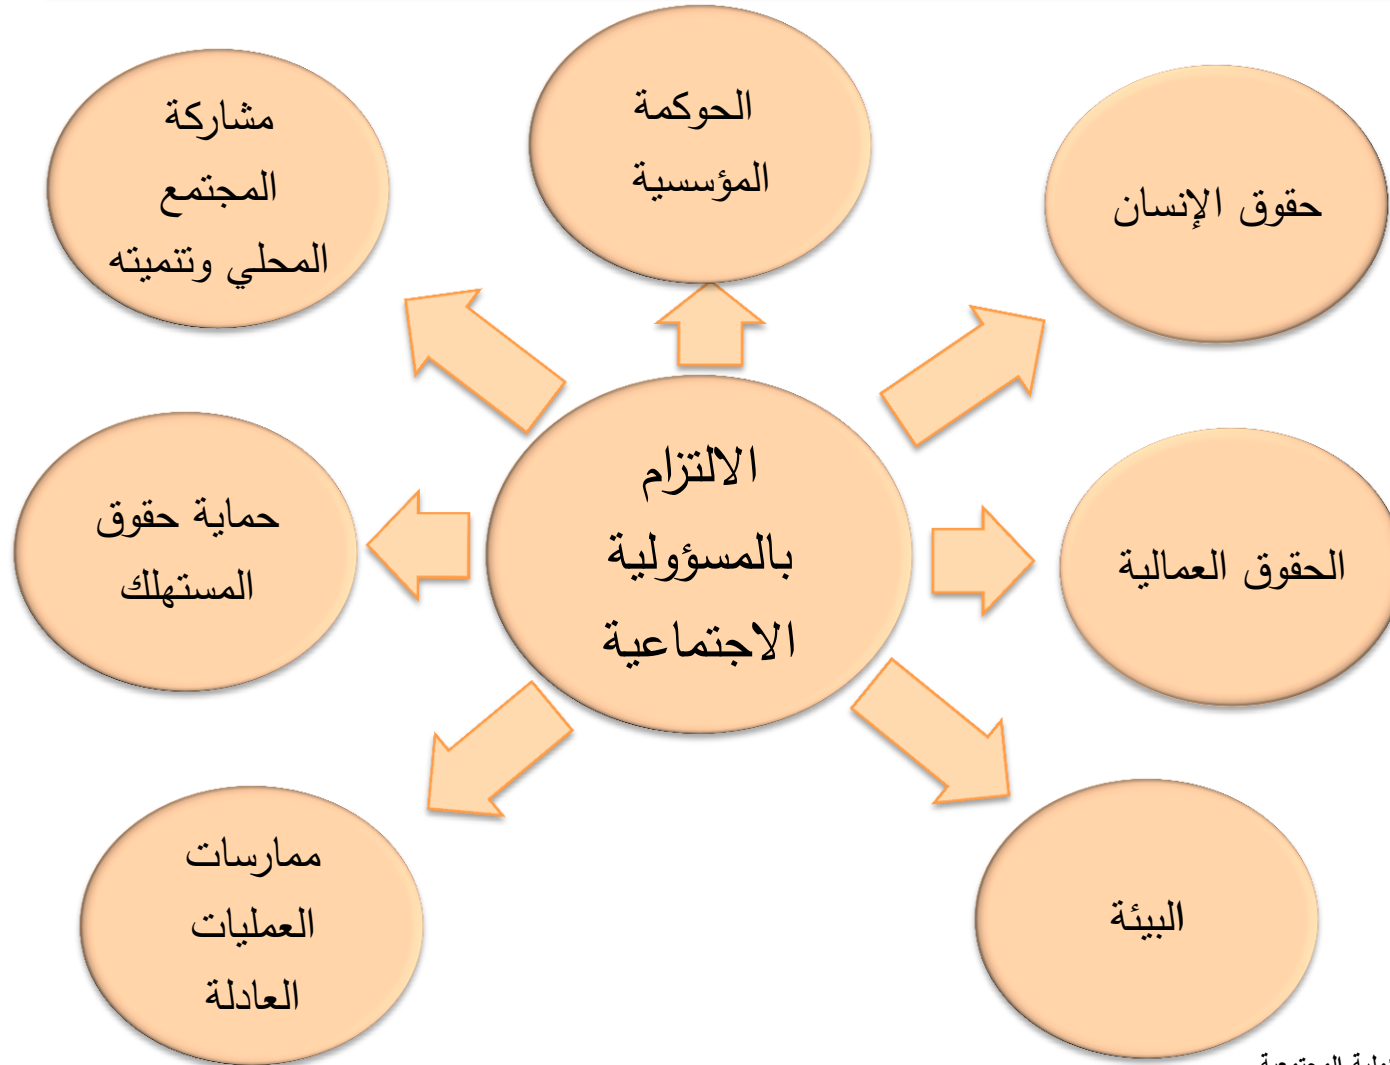 الحوكمة
المؤسسية
حقوق الإنسان
الحقوق العمالية
البيئة
ممارسات
العمليات
العادلة
حماية حقوق
المستهلك
مشاركة
المجتمع
المحلي وتنميته
الالتزام
بالمسؤولية
الاجتماعية